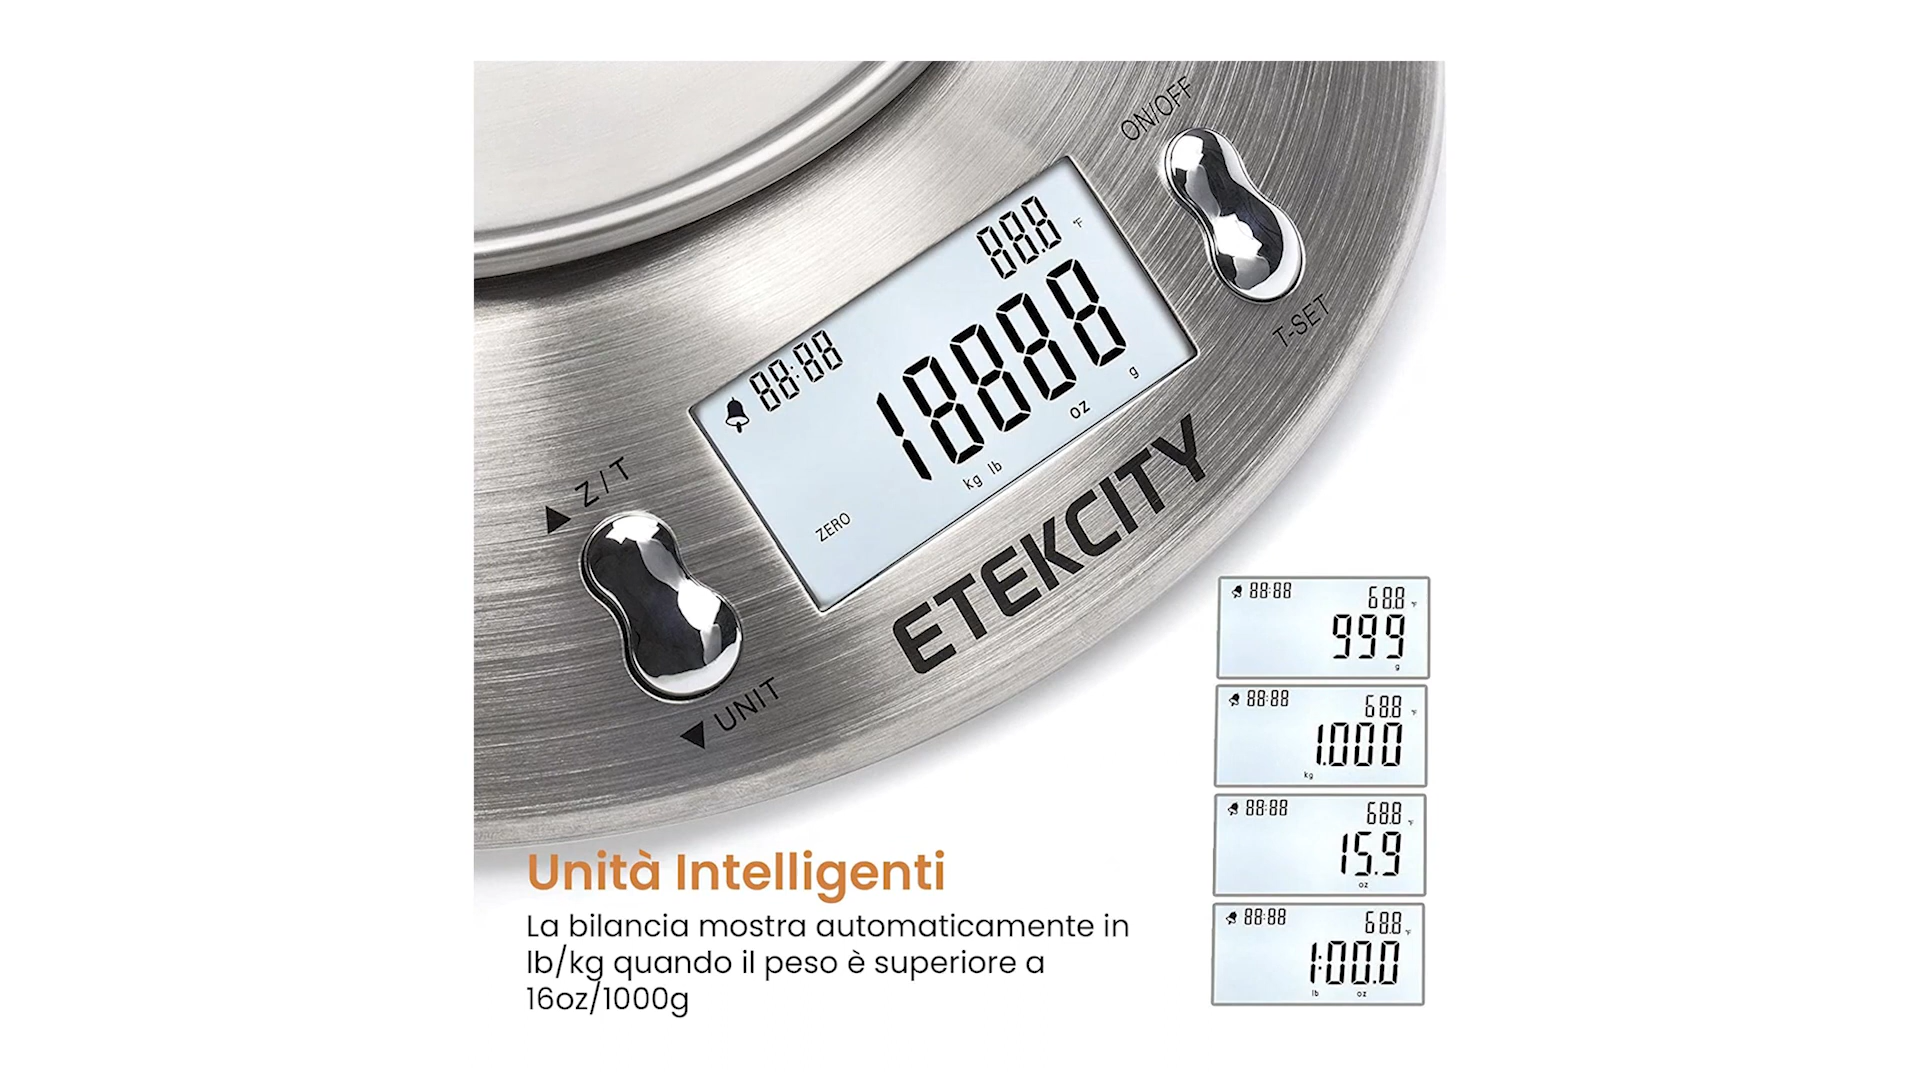 ON/OFF
T-SET
88.8 °F
88:88
18888
g
oz
kg lb
ZERO
Z/T
UNIT
ETEKCITY
88:88 68.8 °F
999
g
88:88 68.8 °F
1.000
kg
88:88 68.8 °F
15.9
oz
88:88 68.8 °F
1:00.0
lb oz
Unità Intelligenti
La bilancia mostra automaticamente in
lb/kg quando il peso è superiore a
16oz/1000g